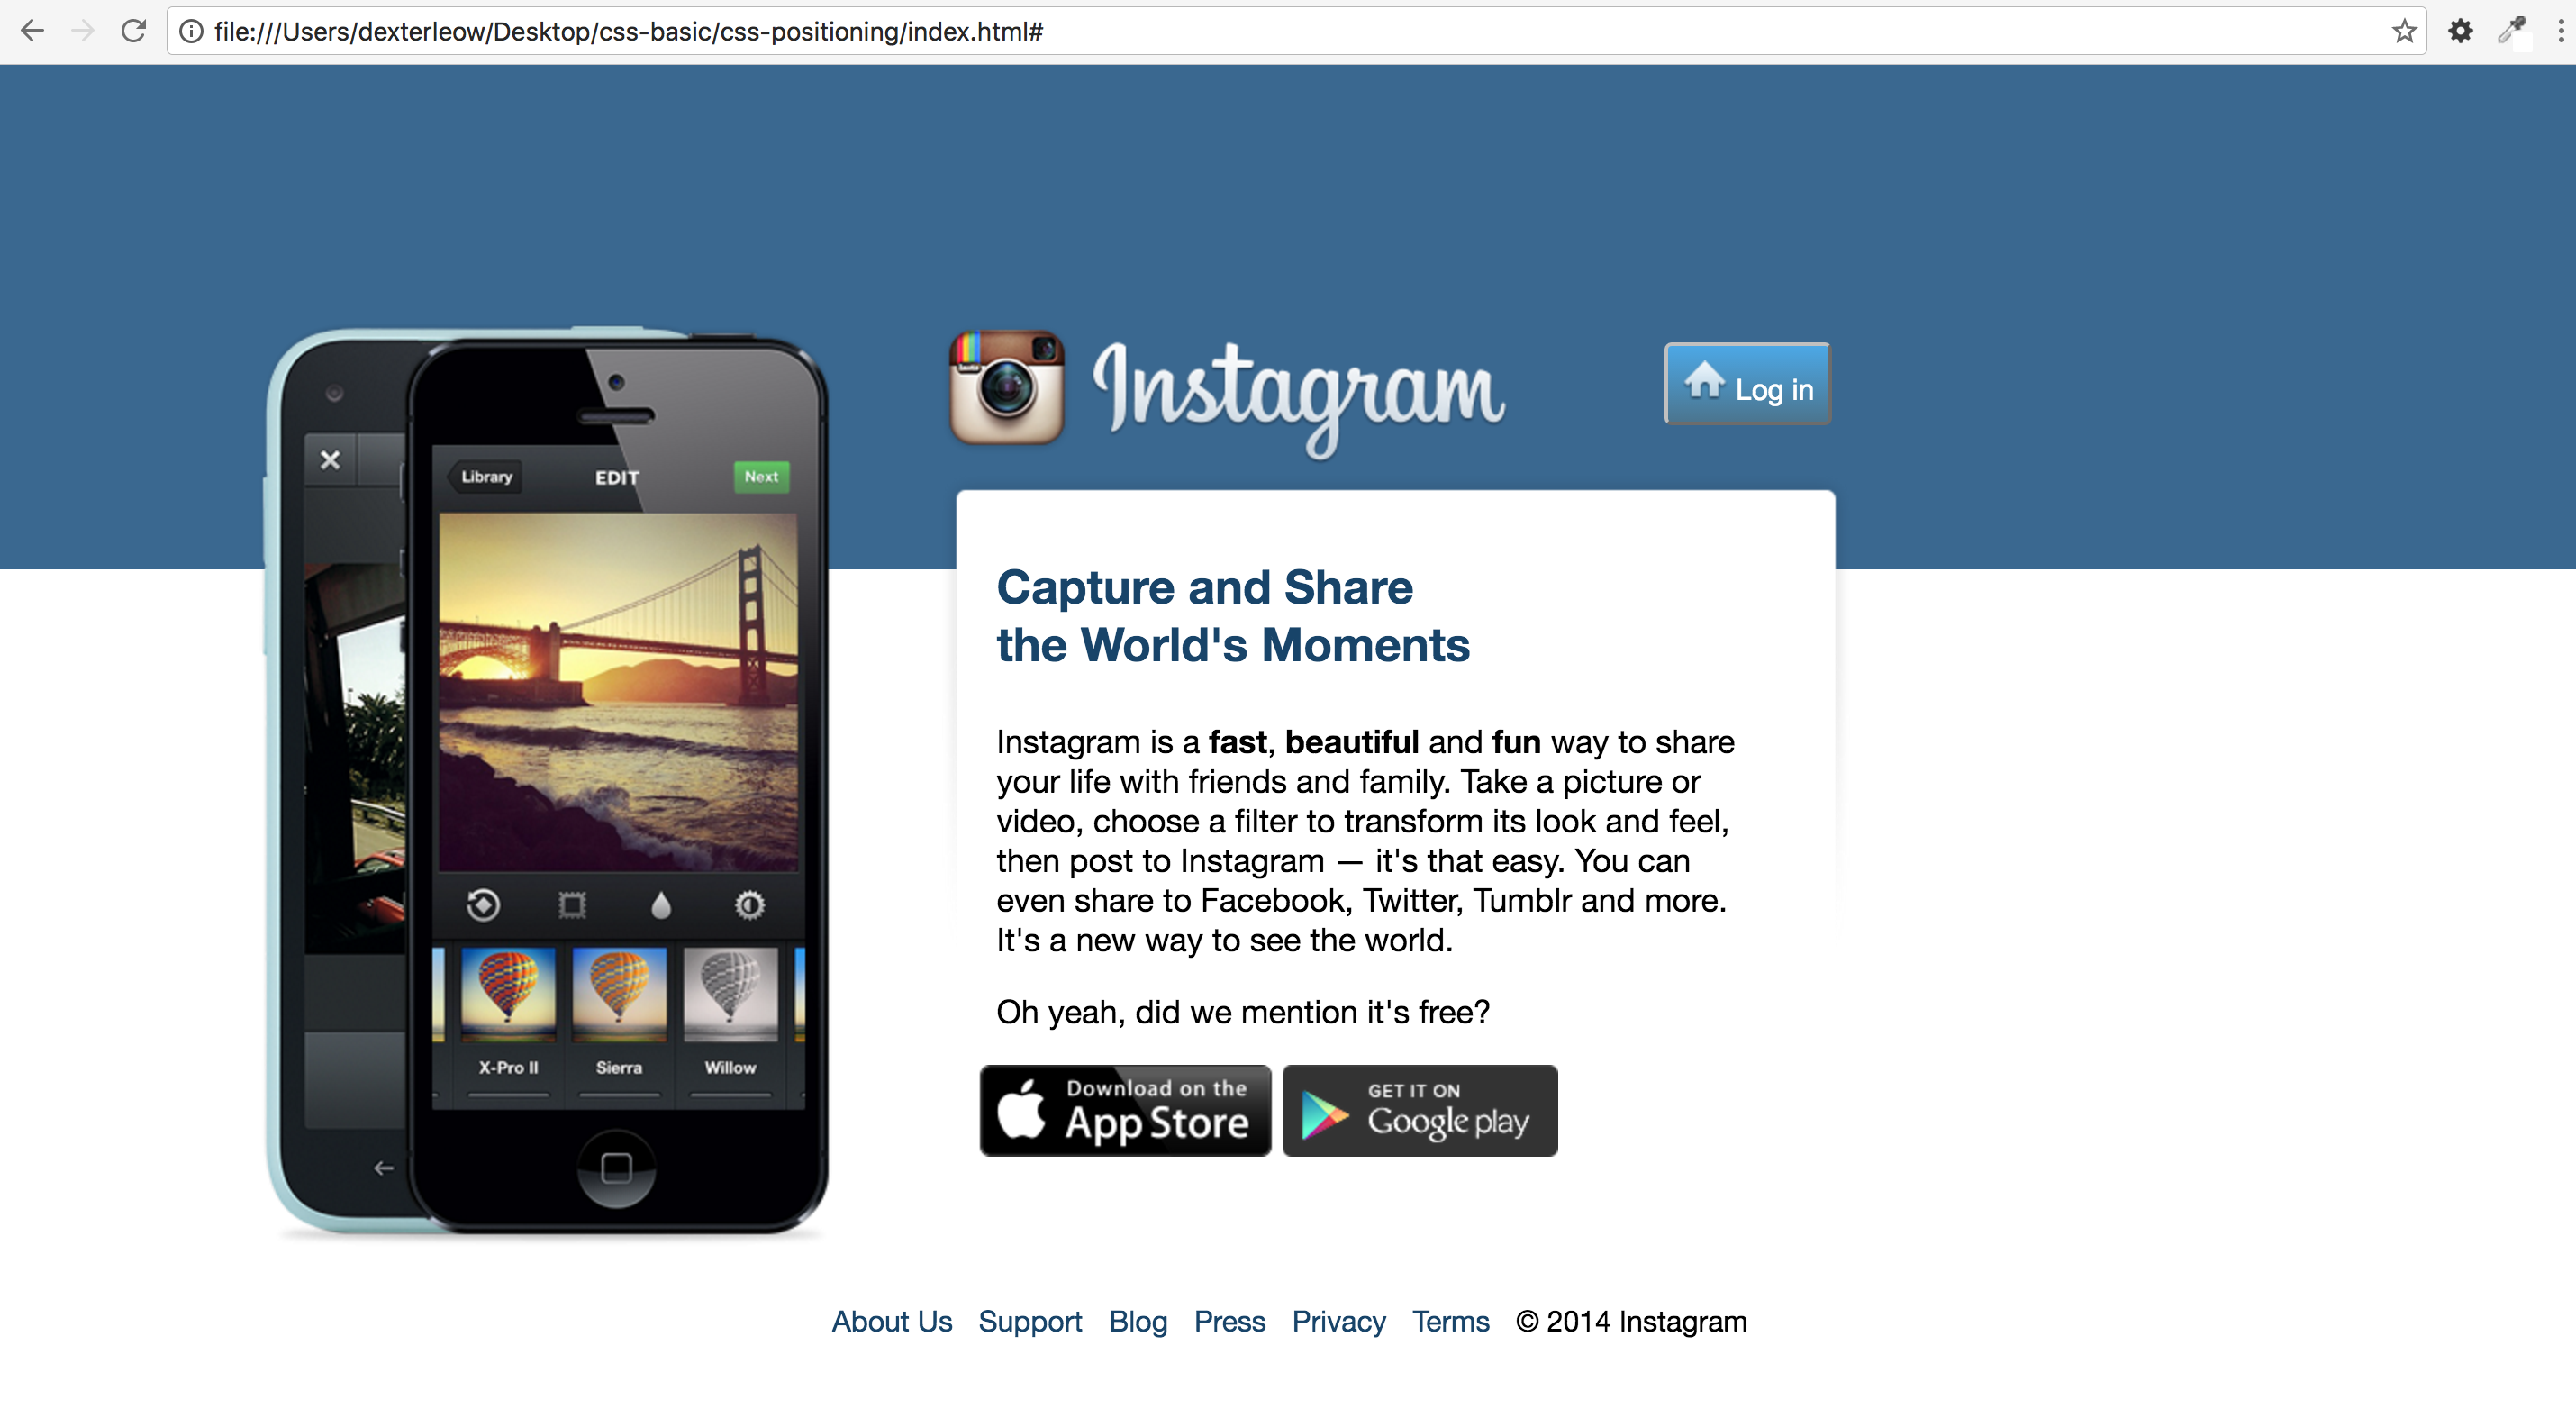 file:///Users/dexterleow/Desktop/css-basic/css-positioning/index.html#
Instagram
Log in
Library
EDIT
Next
X-Pro II
Sierra
Willow
Capture and Share
the World's Moments
Instagram is a fast, beautiful and fun way to share
your life with friends and family. Take a picture or
video, choose a filter to transform its look and feel,
then post to Instagram — it's that easy. You can
even share to Facebook, Twitter, Tumblr and more.
It's a new way to see the world.
Oh yeah, did we mention it's free?
Download on the
App Store
GET IT ON
Google play
About Us Support Blog Press Privacy Terms © 2014 Instagram